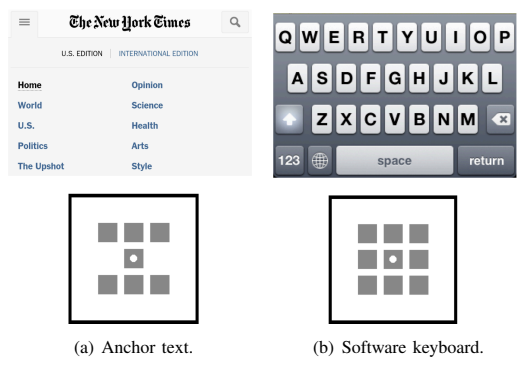 The New York Times
U.S. EDITION | INTERNATIONAL EDITION
Home Opinion
World Science
U.S. Health
Politics Arts
The Upshot Style
Q W E R T Y U I O P
A S D F G H J K L
Z X C V B N M
123 space return
(a) Anchor text.
(b) Software keyboard.